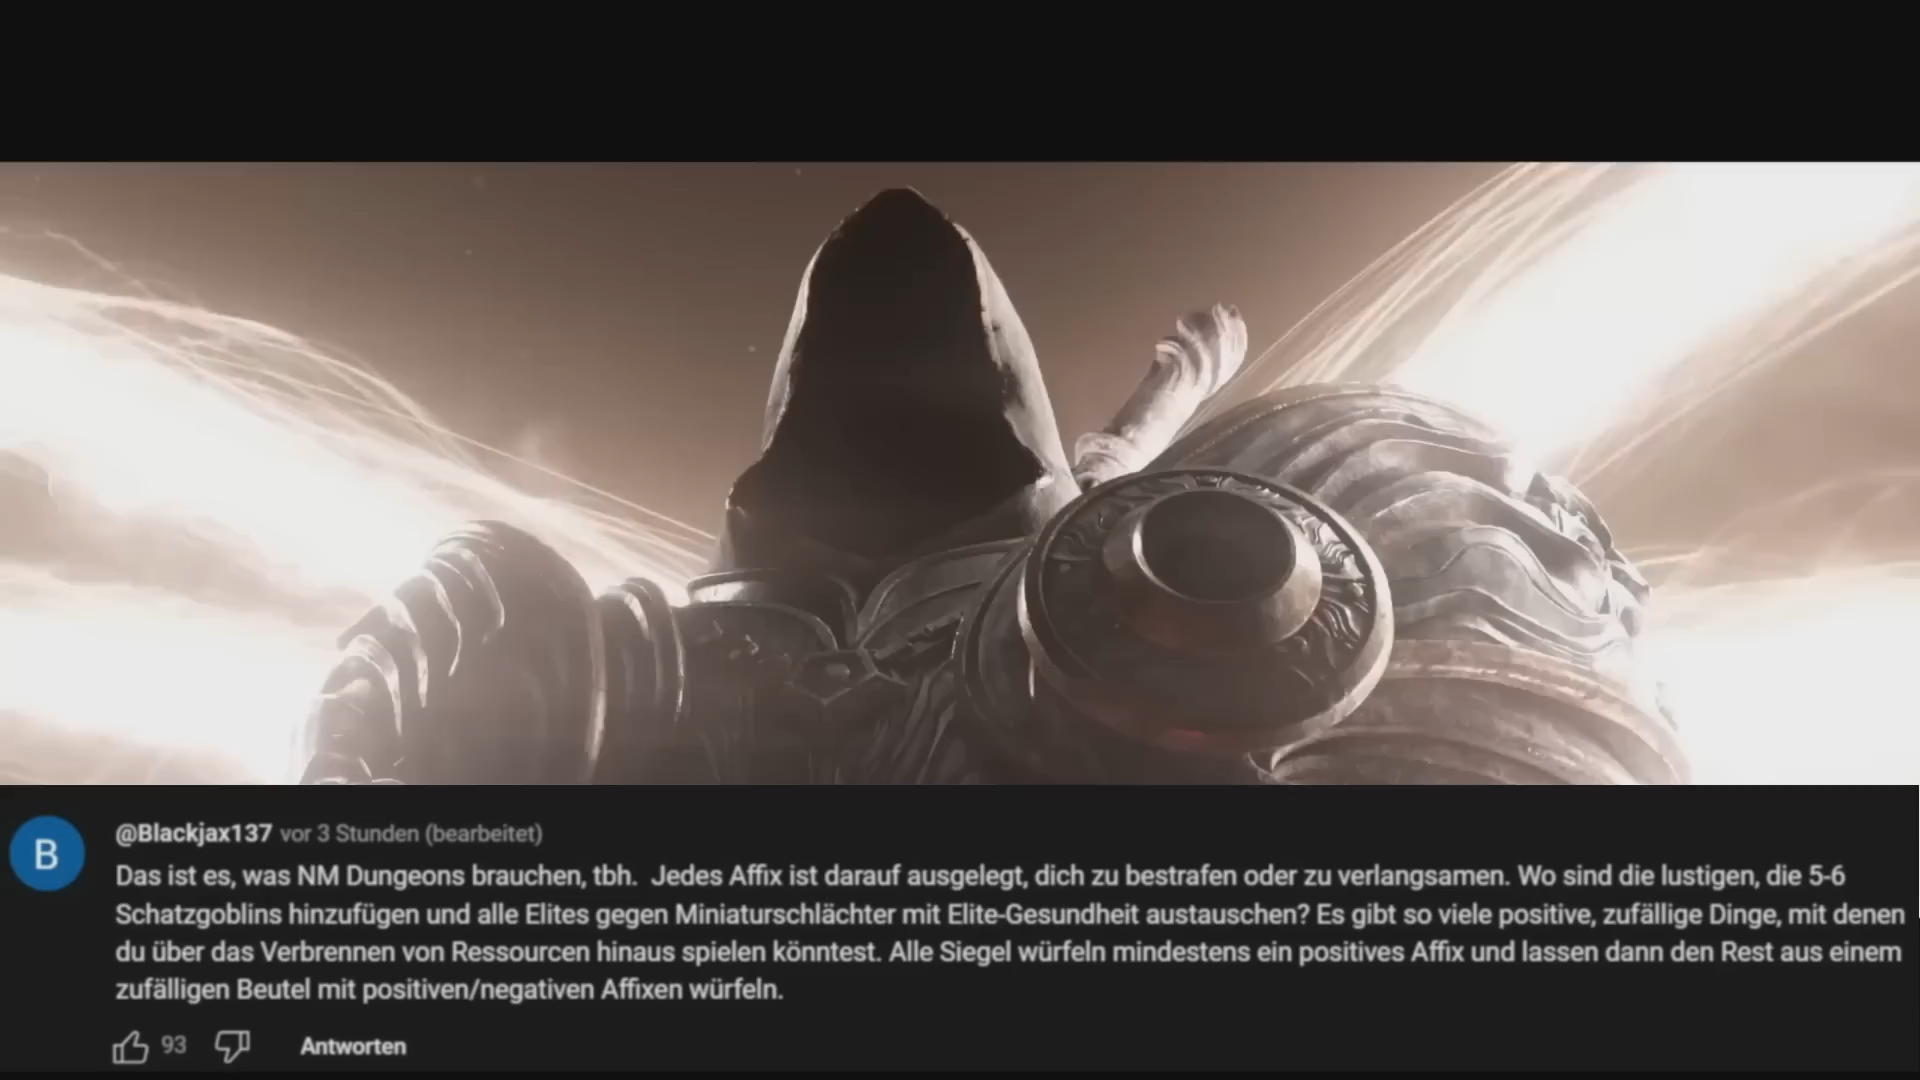 B
@Blackjax137 vor 3 Stunden (bearbeitet)
Das ist es, was NM Dungeons brauchen, tbh.  Jedes Affix ist darauf ausgelegt, dich zu bestrafen oder zu verlangsamen. Wo sind die lustigen, die 5-6
Schatzgoblins hinzufügen und alle Elites gegen Miniaturschlächter mit Elite-Gesundheit austauschen? Es gibt so viele positive, zufällige Dinge, mit denen
du über das Verbrennen von Ressourcen hinaus spielen könntest. Alle Siegel würfeln mindestens ein positives Affix und lassen dann den Rest aus einem
zufälligen Beutel mit positiven/negativen Affixen würfeln.
93 Antworten